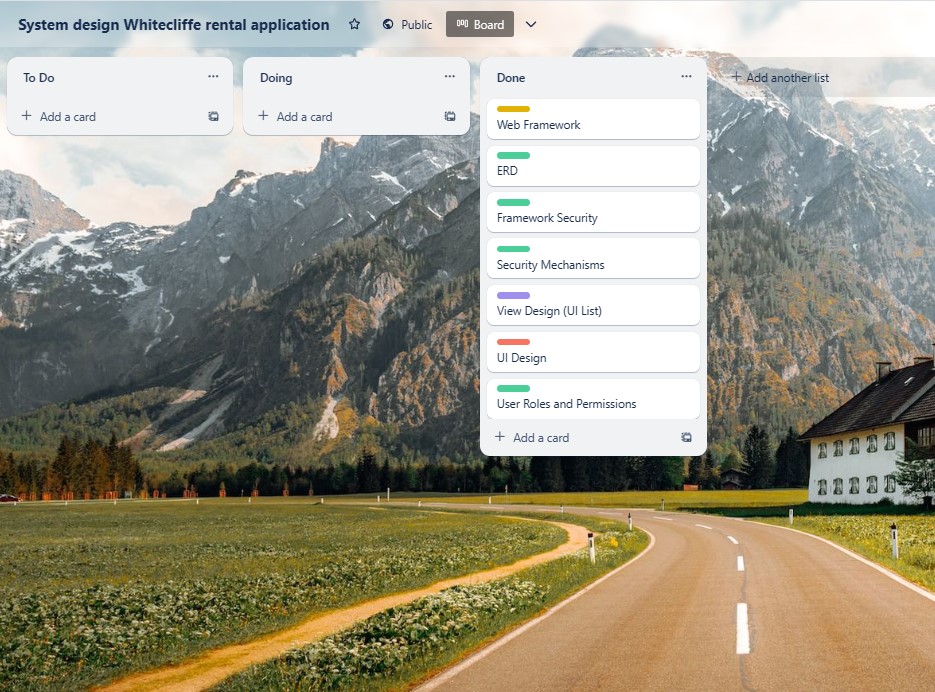 System design Whitecliffe rental application
Public
Board
To Do
Add a card
Doing
Add a card
Done
Web Framework
ERD
Framework Security
Security Mechanisms
View Design (UI List)
UI Design
User Roles and Permissions
Add a card
Add another list